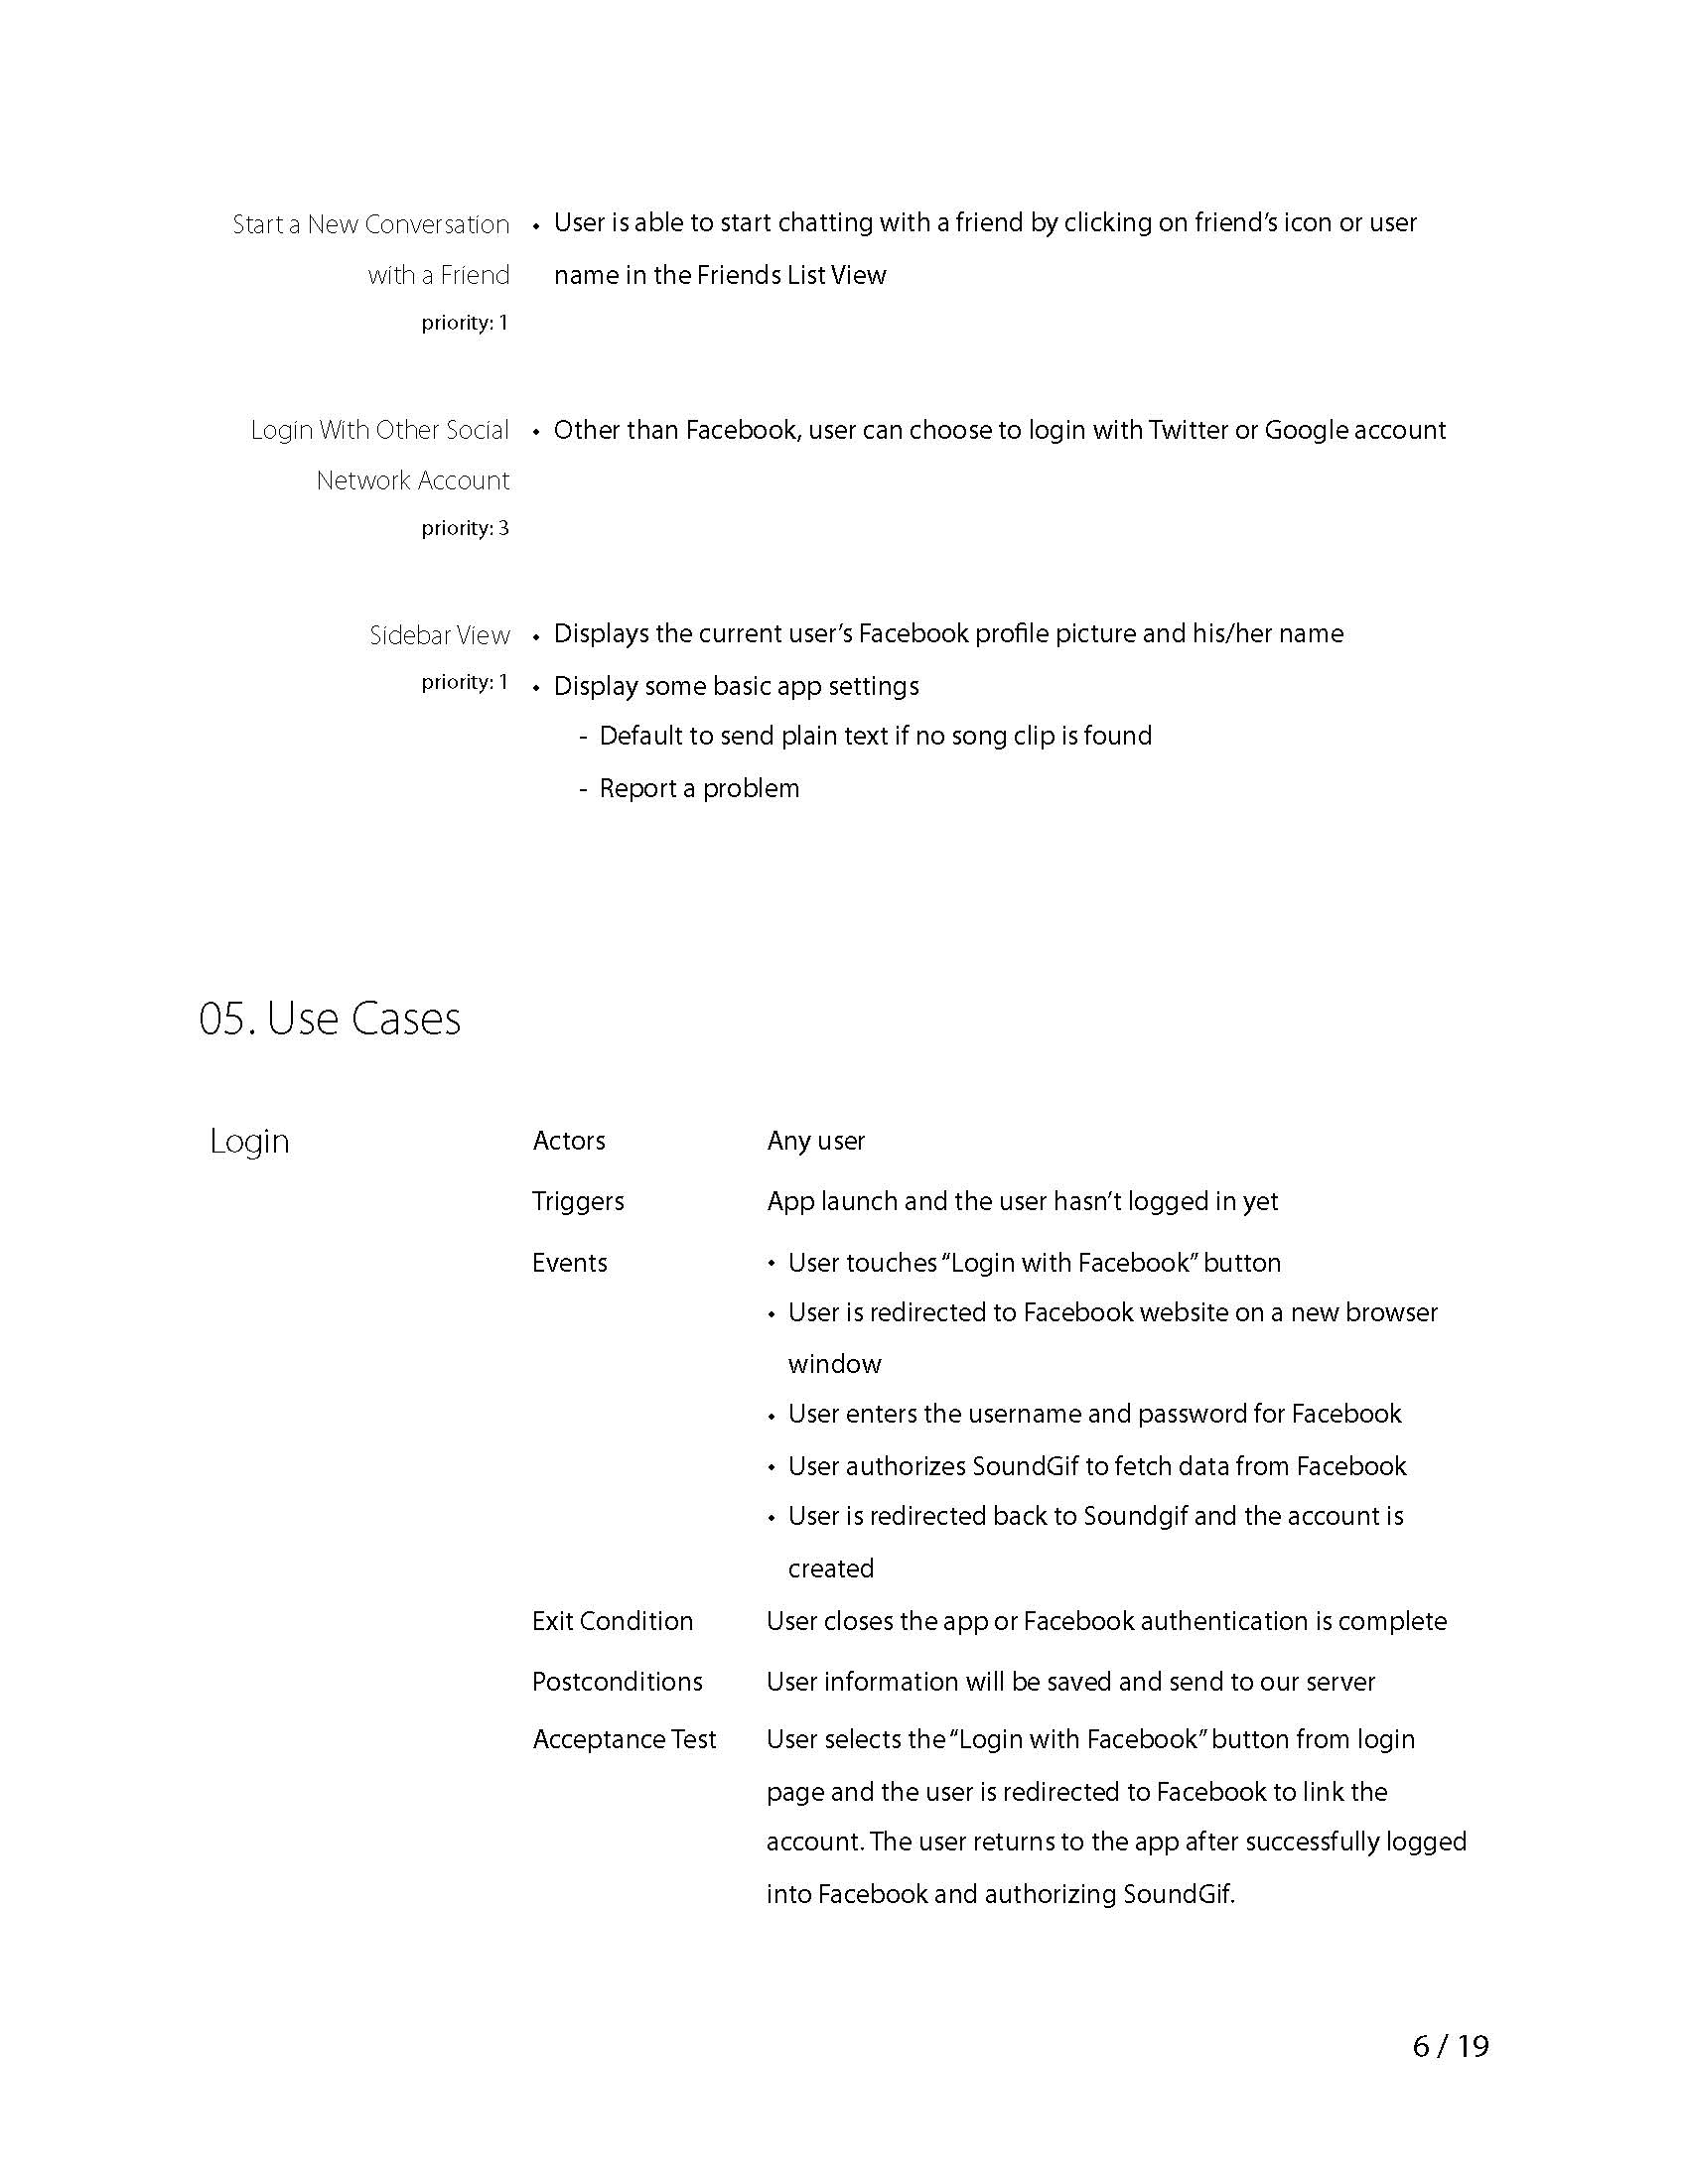 Start a New Conversation
with a Friend
priority: 1
• User is able to start chatting with a friend by clicking on friend’s icon or user
name in the Friends List View
Login With Other Social
Network Account
priority: 3
• Other than Facebook, user can choose to login with Twitter or Google account
Sidebar View
priority: 1
• Displays the current user’s Facebook profile picture and his/her name
• Display some basic app settings
- Default to send plain text if no song clip is found
- Report a problem
05. Use Cases
Login
Actors Any user
Triggers App launch and the user hasn’t logged in yet
Events • User touches “Login with Facebook” button
• User is redirected to Facebook website on a new browser
window
• User enters the username and password for Facebook
• User authorizes SoundGif to fetch data from Facebook
• User is redirected back to Soundgif and the account is
created
Exit Condition User closes the app or Facebook authentication is complete
Postconditions User information will be saved and send to our server
Acceptance Test User selects the “Login with Facebook” button from login
page and the user is redirected to Facebook to link the
account. The user returns to the app after successfully logged
into Facebook and authorizing SoundGif.
6 / 19